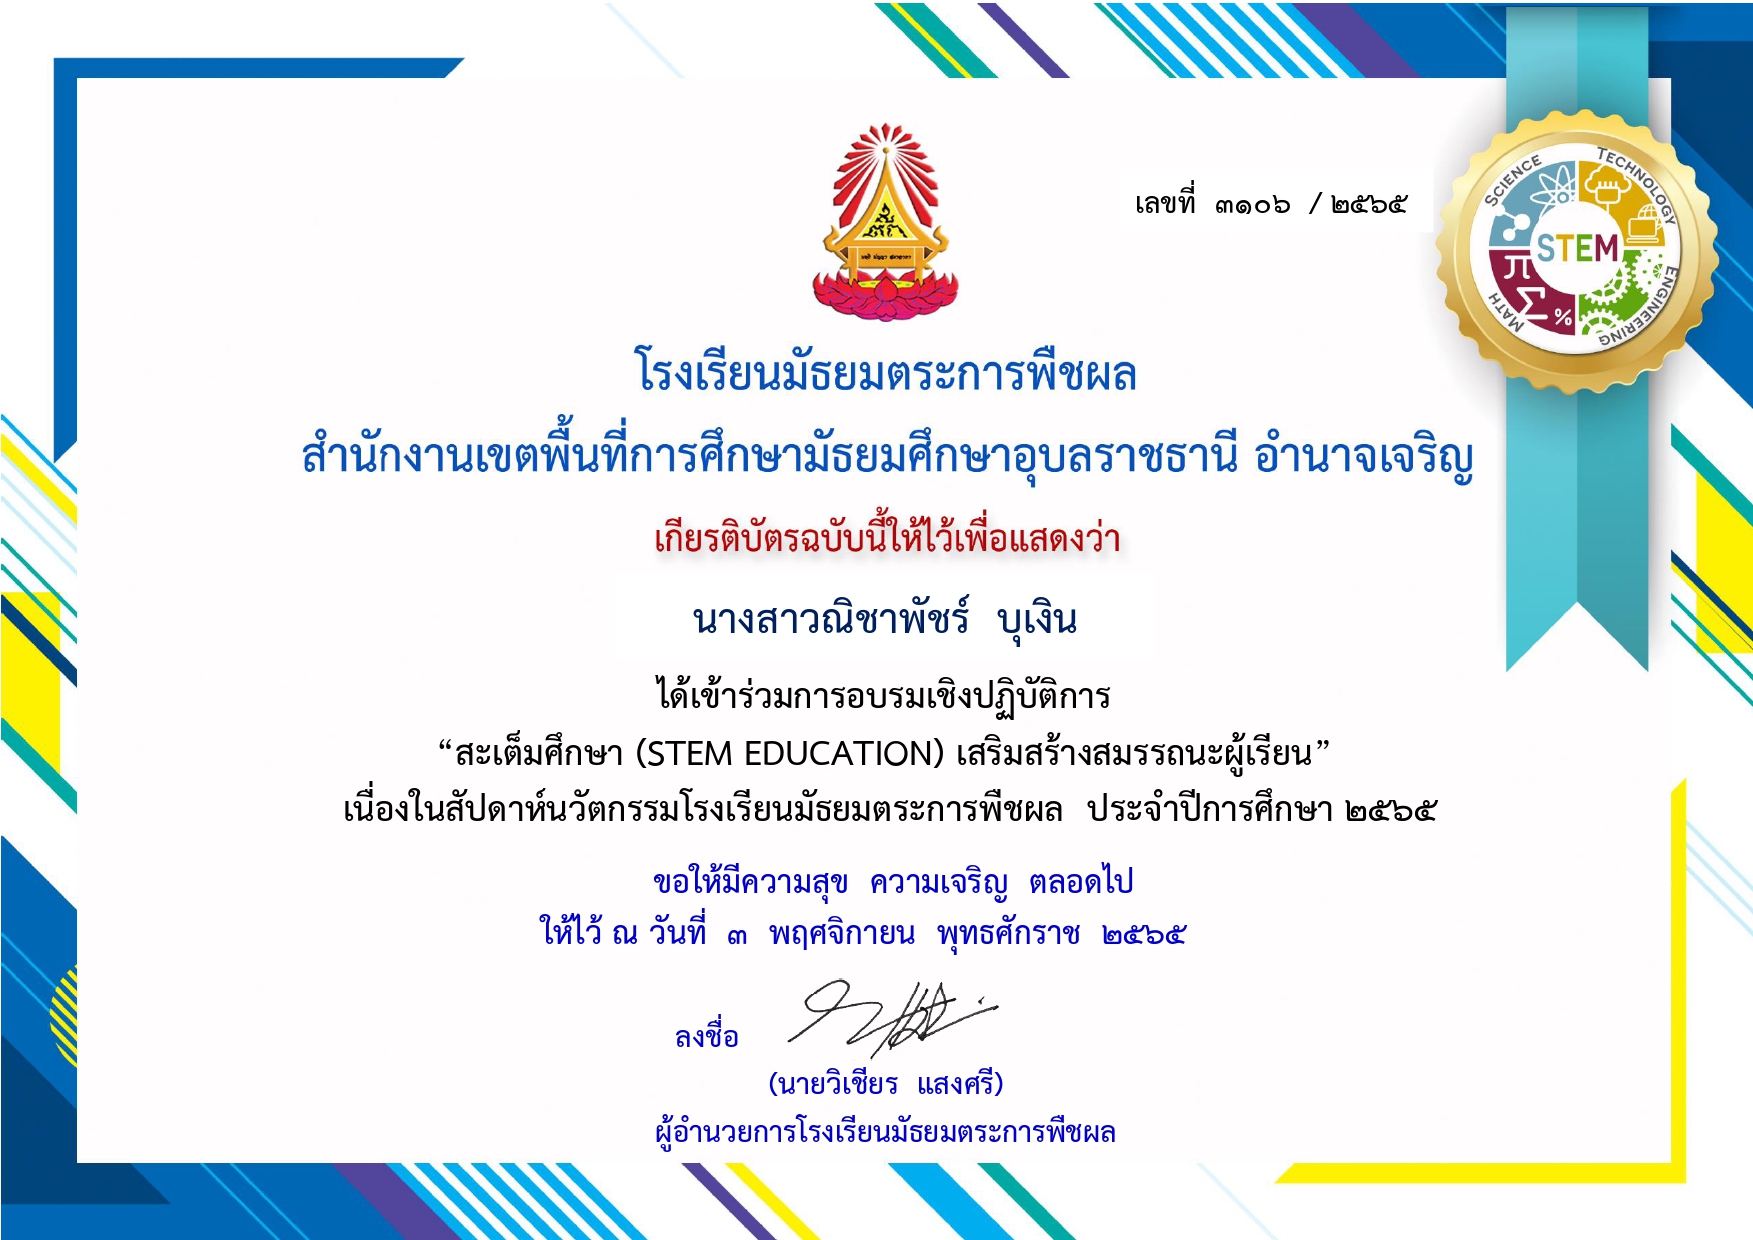 เลขที่ ๓๑๐๖ / ๒๕๖๕
SCIENCE
TECHNOLOGY
ENGINEERING
MATH
STEM
π
Σ
%
โรงเรียนมัธยมตระการพืชผล
สำนักงานเขตพื้นที่การศึกษามัธยมศึกษาอุบลราชธานี อำนาจเจริญ
เกียรติบัตรฉบับนี้ให้ไว้เพื่อแสดงว่า
นางสาวณิชาพัชร์ บุเงิน
ได้เข้าร่วมการอบรมเชิงปฏิบัติการ
“สะเต็มศึกษา (STEM EDUCATION) เสริมสร้างสมรรถนะผู้เรียน”
เนื่องในสัปดาห์นวัตกรรมโรงเรียนมัธยมตระการพืชผล ประจำปีการศึกษา ๒๕๖๕
ขอให้มีความสุข ความเจริญ ตลอดไป
ให้ไว้ ณ วันที่ ๓ พฤศจิกายน พุทธศักราช ๒๕๖๕
ลงชื่อ
(นายวิเชียร แสงศรี)
ผู้อำนวยการโรงเรียนมัธยมตระการพืชผล